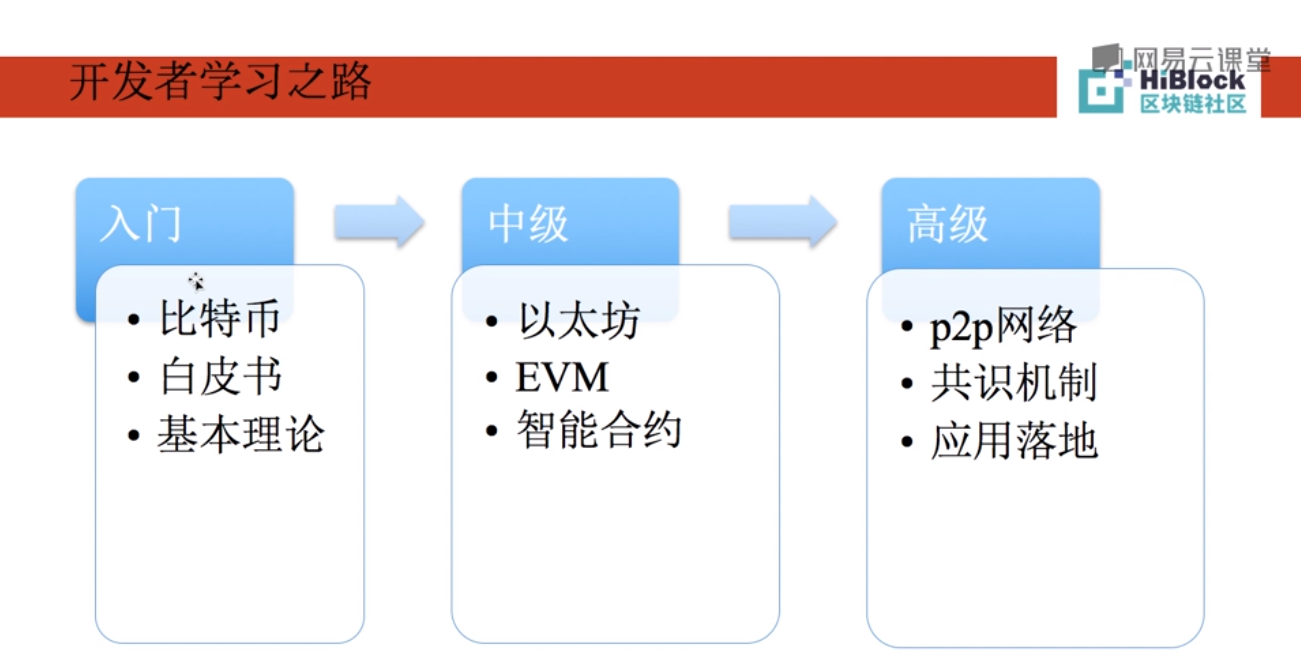 开发者学习之路
网易云课堂
HiBlock
区块链社区
入门
• 比特币
• 白皮书
• 基本理论
中级
• 以太坊
• EVM
• 智能合约
高级
• p2p网络
• 共识机制
• 应用落地